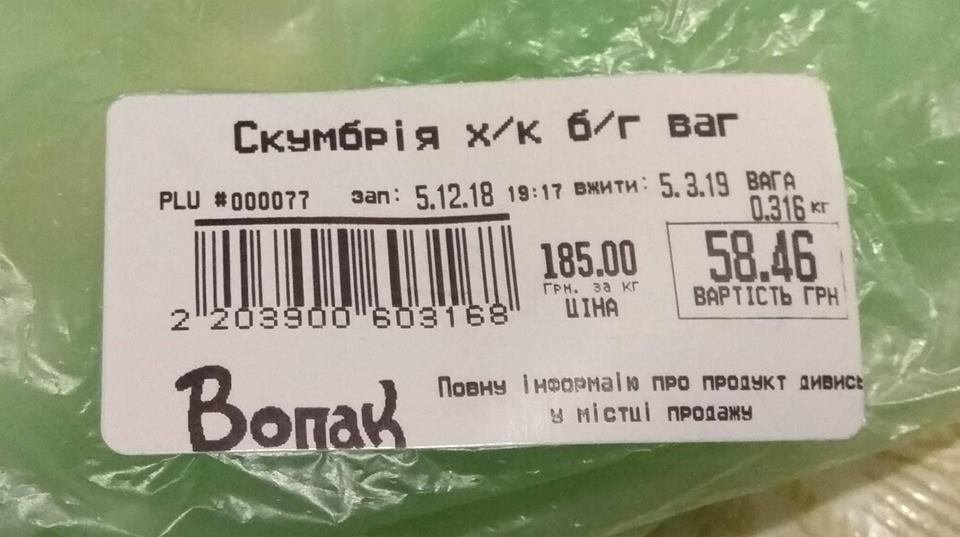 Скумбрія х/к б/г ваг
PLU #000077 зап: 5.12.18 19:17 вжити: 5.3.19 ВАГА
0.316 кг
185.00
ГРН. за КГ
ЦІНА
58.46
ВАРТІСТЬ ГРН
2 203900 603168
Вопак
Повну інформаію про продукт дивись
у містці продажу